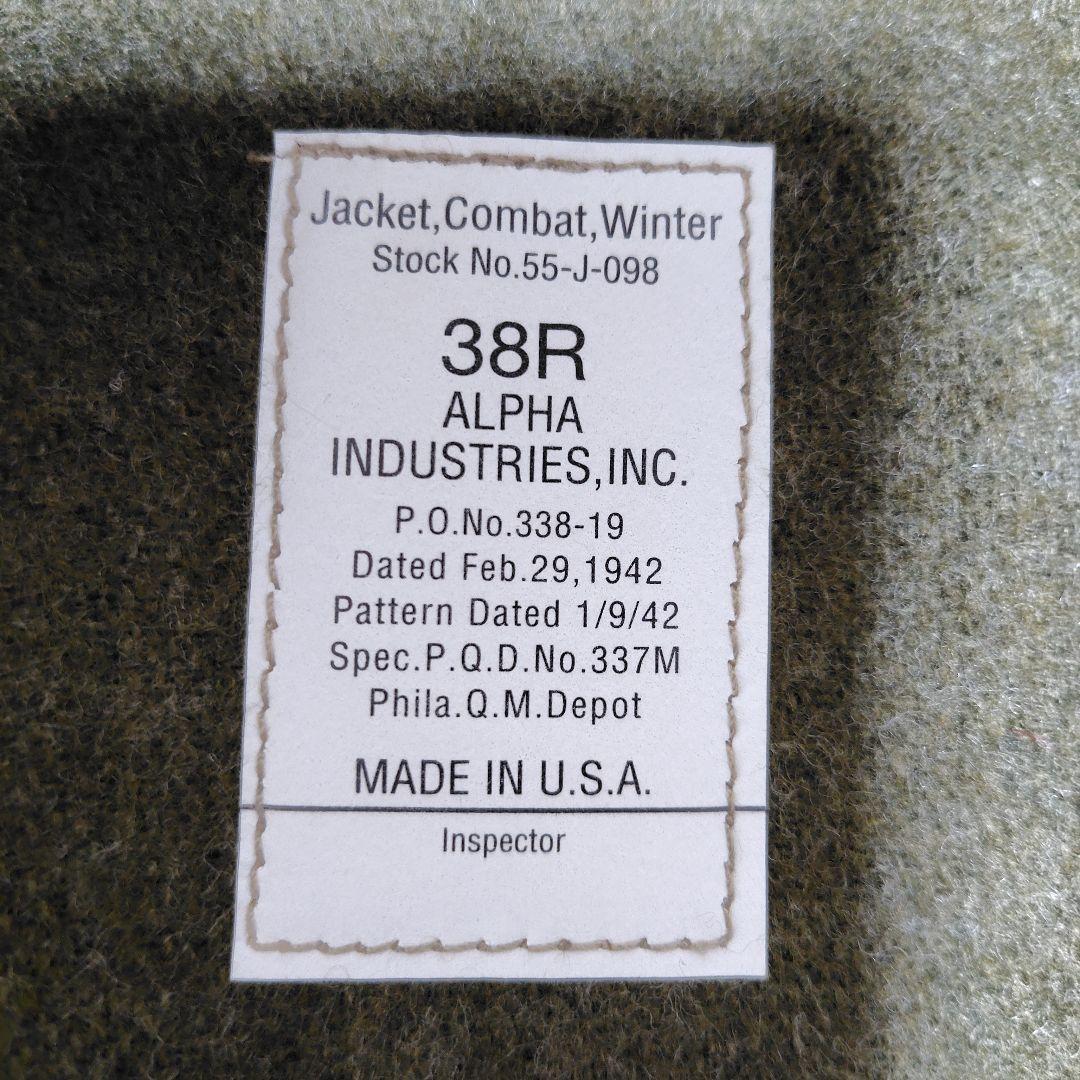 Jacket,Combat,Winter
Stock No.55-J-098
38R
ALPHA
INDUSTRIES,INC.
P.O.No.338-19
Dated Feb.29,1942
Pattern Dated 1/9/42
Spec.P.Q.D.No.337M
Phila.Q.M.Depot
MADE IN U.S.A.
Inspector